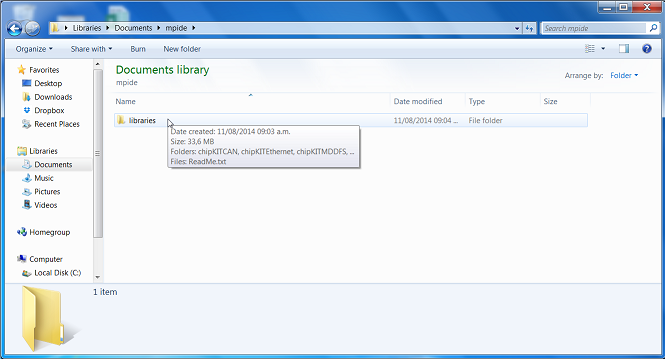 Libraries Documents mpide
Search mpide
Organize Share with Burn New folder
Favorites
Desktop
Downloads
Dropbox
Recent Places
Libraries
Documents
Music
Pictures
Videos
Homegroup
Computer
Local Disk (C:)
Documents library
mpide
Arrange by: Folder
Name Date modified Type Size
libraries 11/08/2014 09:04 ... File folder
Date created: 11/08/2014 09:03 a.m.
Size: 33,6 MB
Folders: chipKITCAN, chipKITEthernet, chipKITMDDFS, ...
Files: ReadMe.txt
1 item